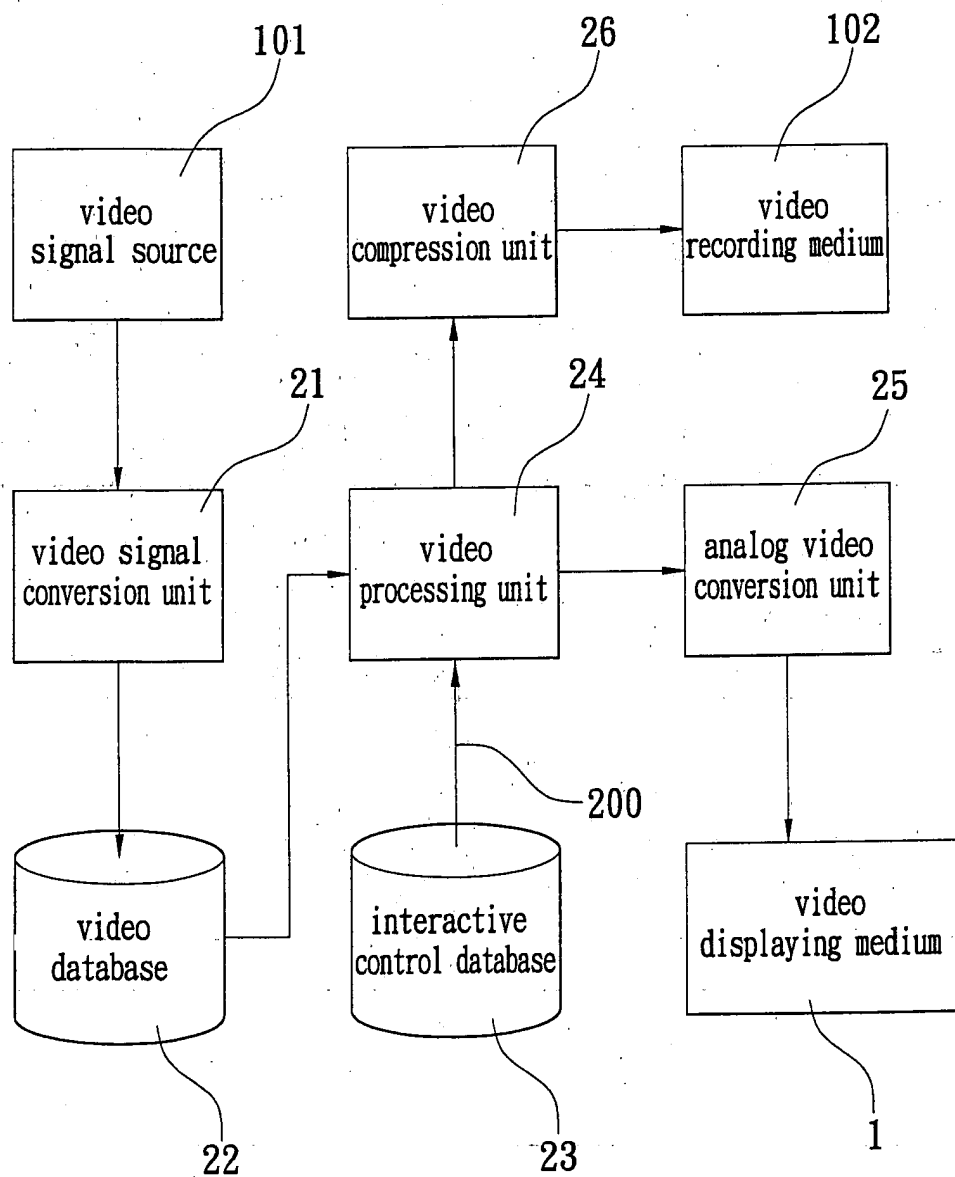 101
26
102
video
signal source
video
compression unit
video
recording medium
21
24
25
video signal
conversion unit
video
processing unit
analog video
conversion unit
200
video
database
interactive
control database
video
displaying medium
22
23
1